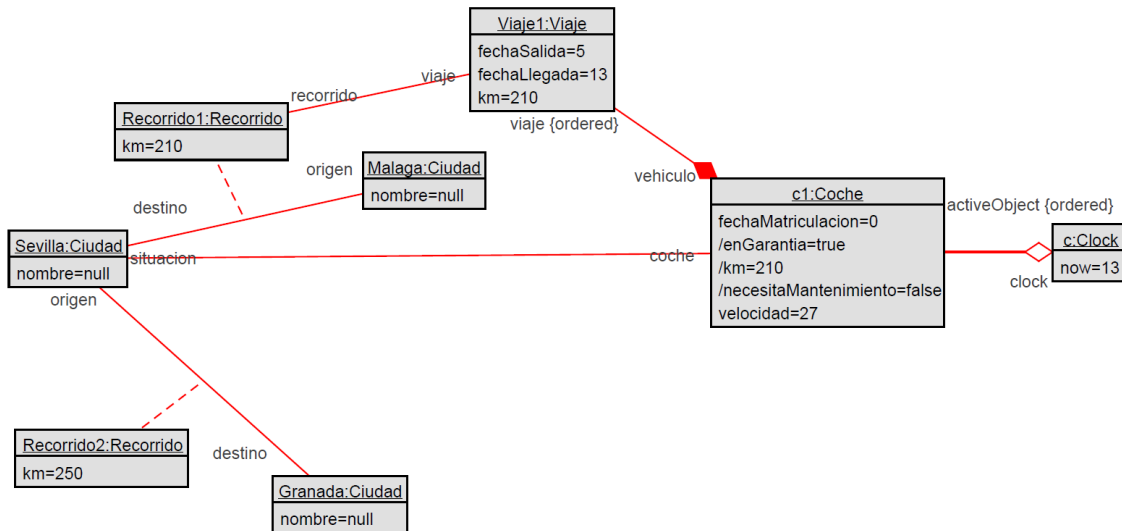 Viaje1:Viaje
fechaSalida=5
fechaLlegada=13
km=210
viaje
recorrido
viaje {ordered}
Recorrido1:Recorrido
km=210
origen
Malaga:Ciudad
nombre=null
vehiculo
c1:Coche
fechaMatriculacion=0
/enGarantia=true
/km=210
/necesitaMantenimiento=false
velocidad=27
activeObject {ordered}
destino
Sevilla:Ciudad
nombre=null
situacion
coche
c:Clock
now=13
clock
origen
Recorrido2:Recorrido
km=250
destino
Granada:Ciudad
nombre=null